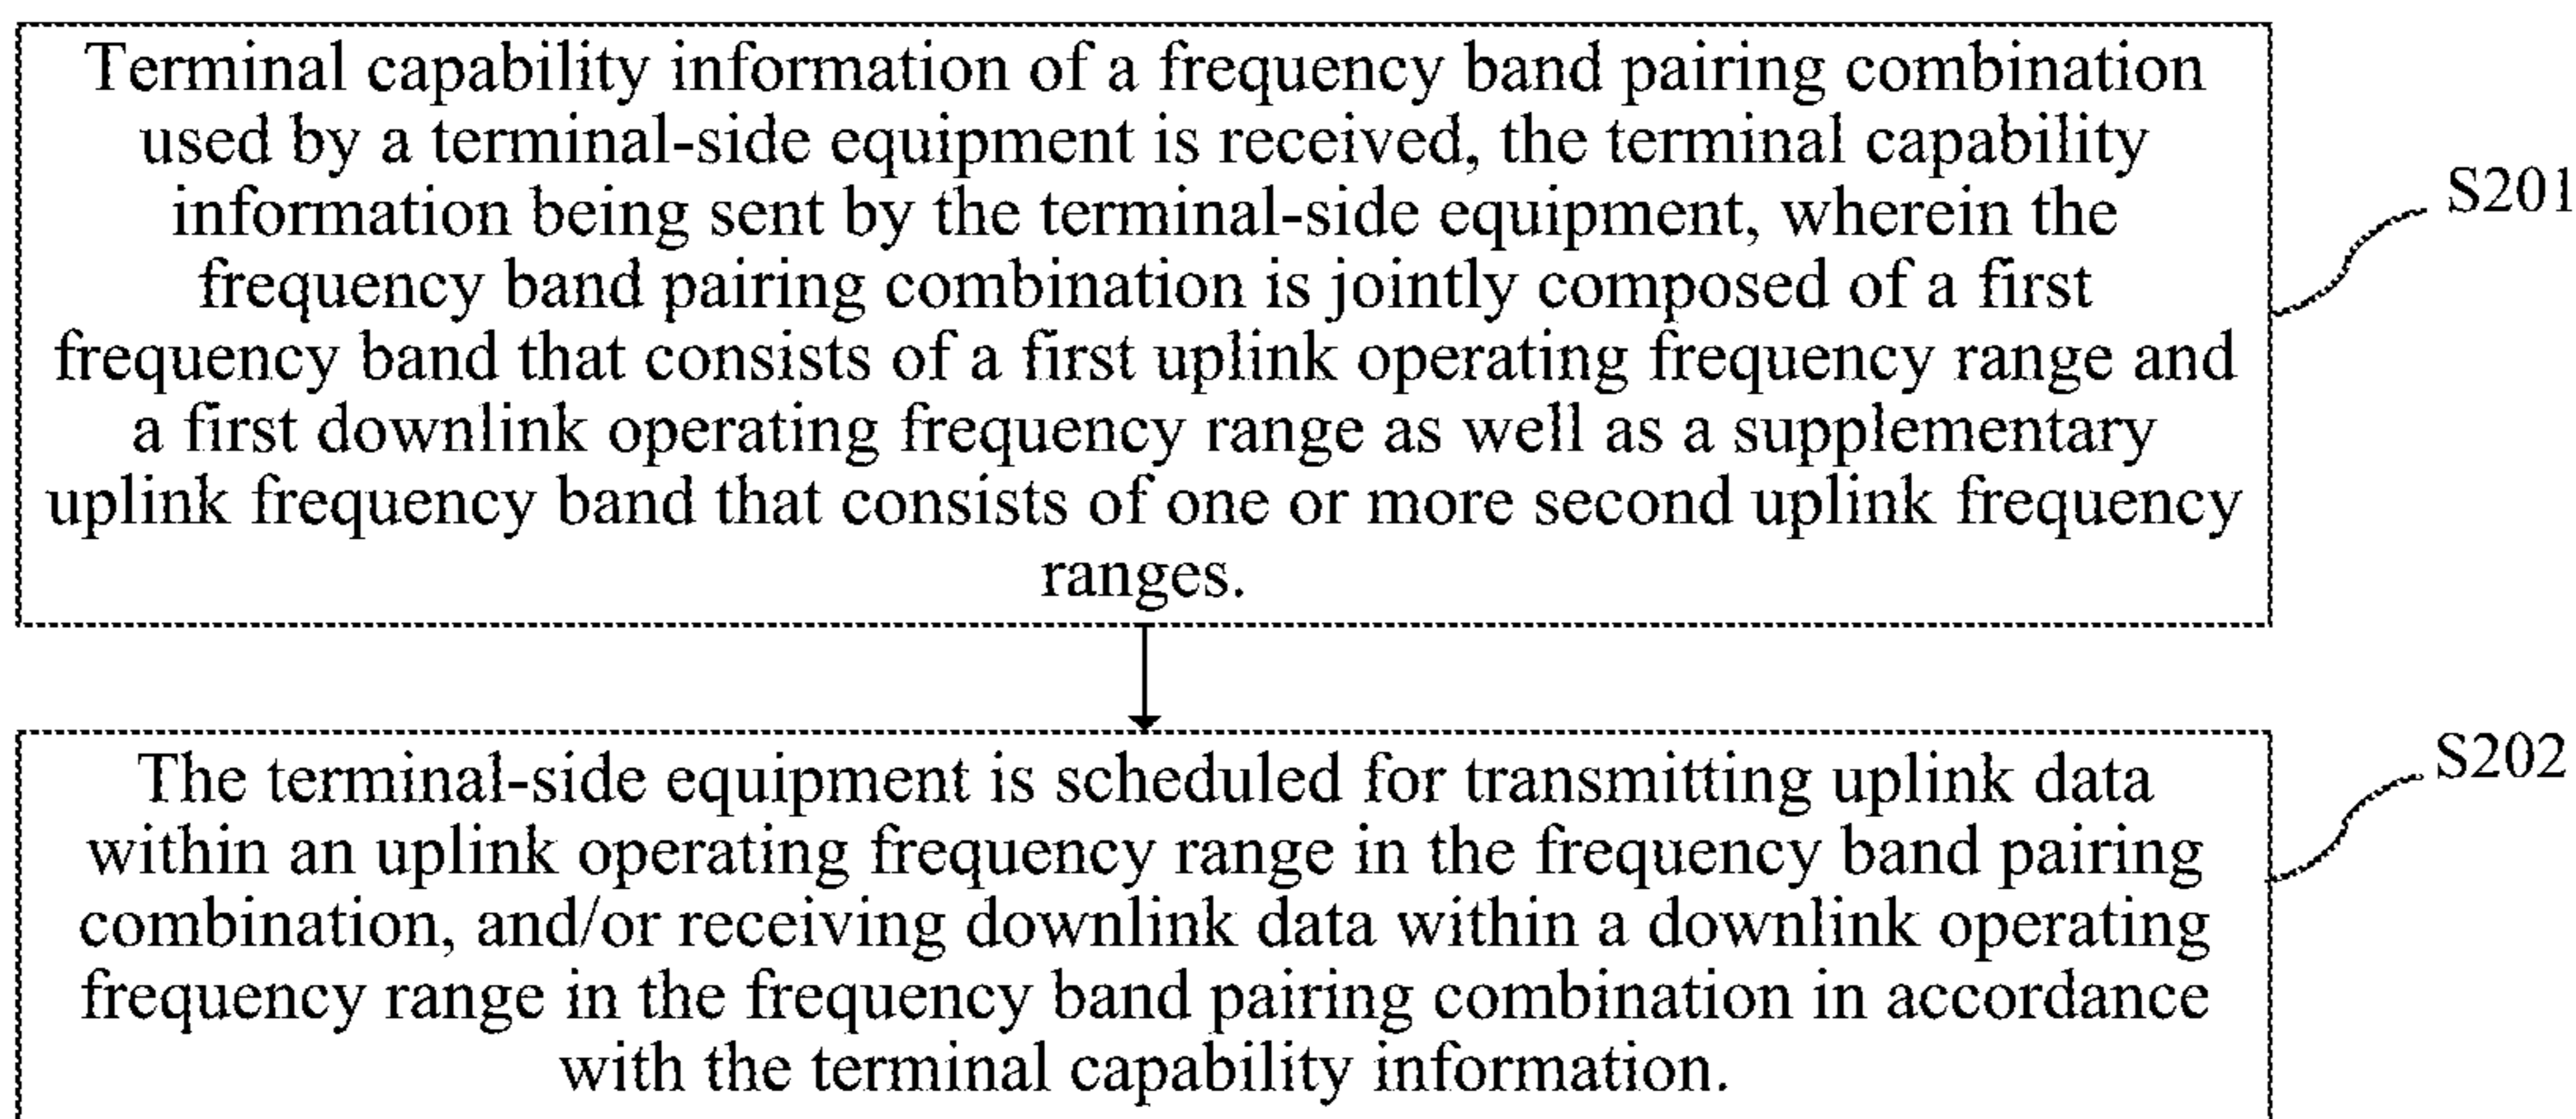 Terminal capability information of a frequency band pairing combination
used by a terminal-side equipment is received, the terminal capability
information being sent by the terminal-side equipment, wherein the
frequency band pairing combination is jointly composed of a first
frequency band that consists of a first uplink operating frequency range and
a first downlink operating frequency range as well as a supplementary
uplink frequency band that consists of one or more second uplink frequency
ranges.
S201
The terminal-side equipment is scheduled for transmitting uplink data
within an uplink operating frequency range in the frequency band pairing
combination, and/or receiving downlink data within a downlink operating
frequency range in the frequency band pairing combination in accordance
with the terminal capability information.
S202